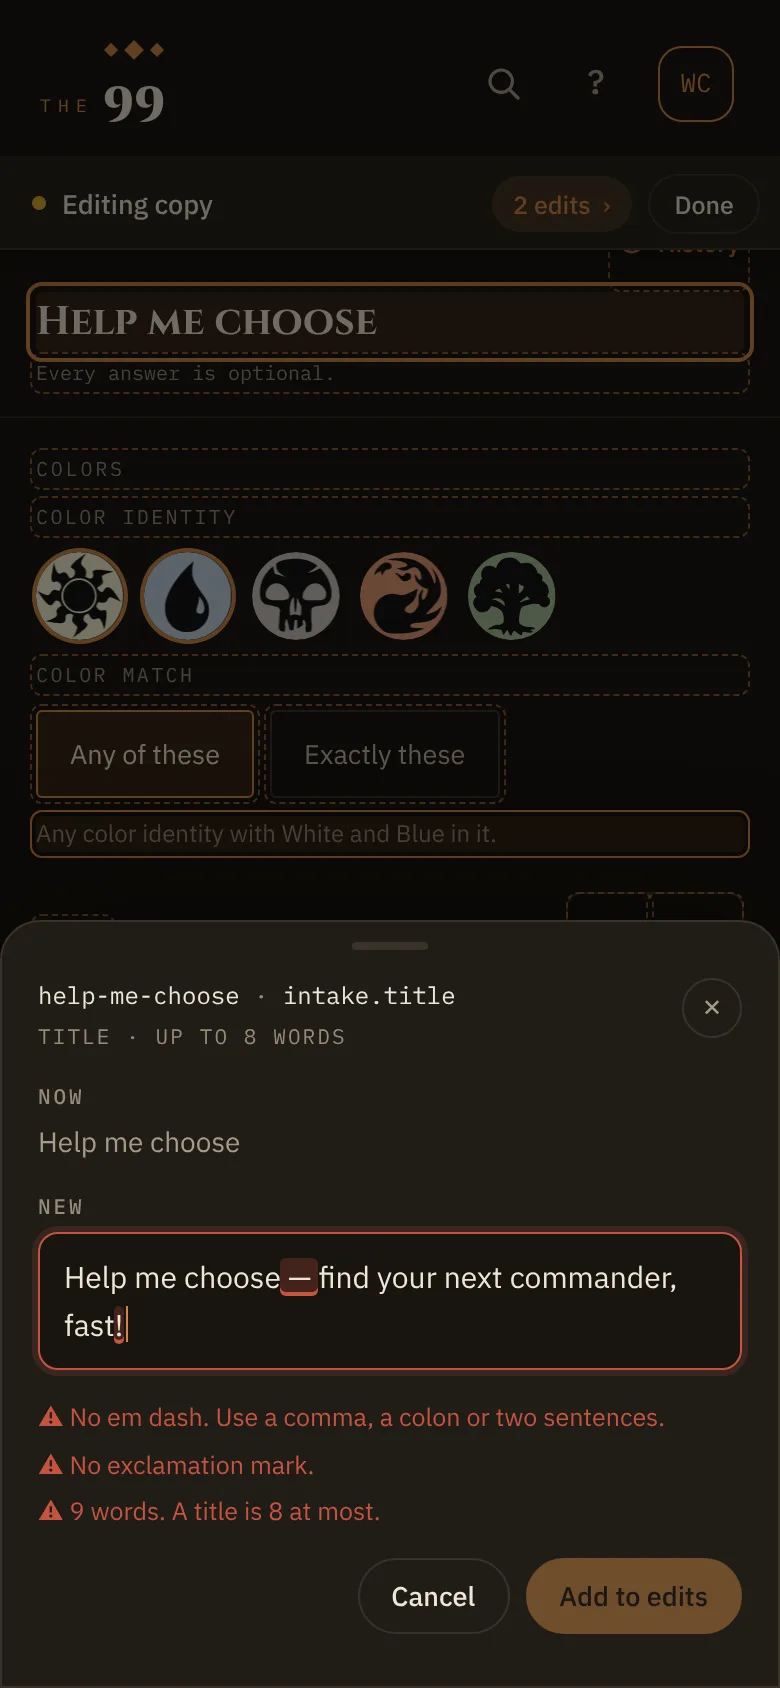 THE 99
?
WC
Editing copy
2 edits ›
Done
History
HELP ME CHOOSE
Every answer is optional.
COLORS
COLOR IDENTITY
COLOR MATCH
Any of these
Exactly these
Any color identity with White and Blue in it.
help-me-choose · intake.title
TITLE · UP TO 8 WORDS
NOW
Help me choose
NEW
Help me choose — find your next commander,
fast!
No em dash. Use a comma, a colon or two sentences.
No exclamation mark.
9 words. A title is 8 at most.
Cancel
Add to edits